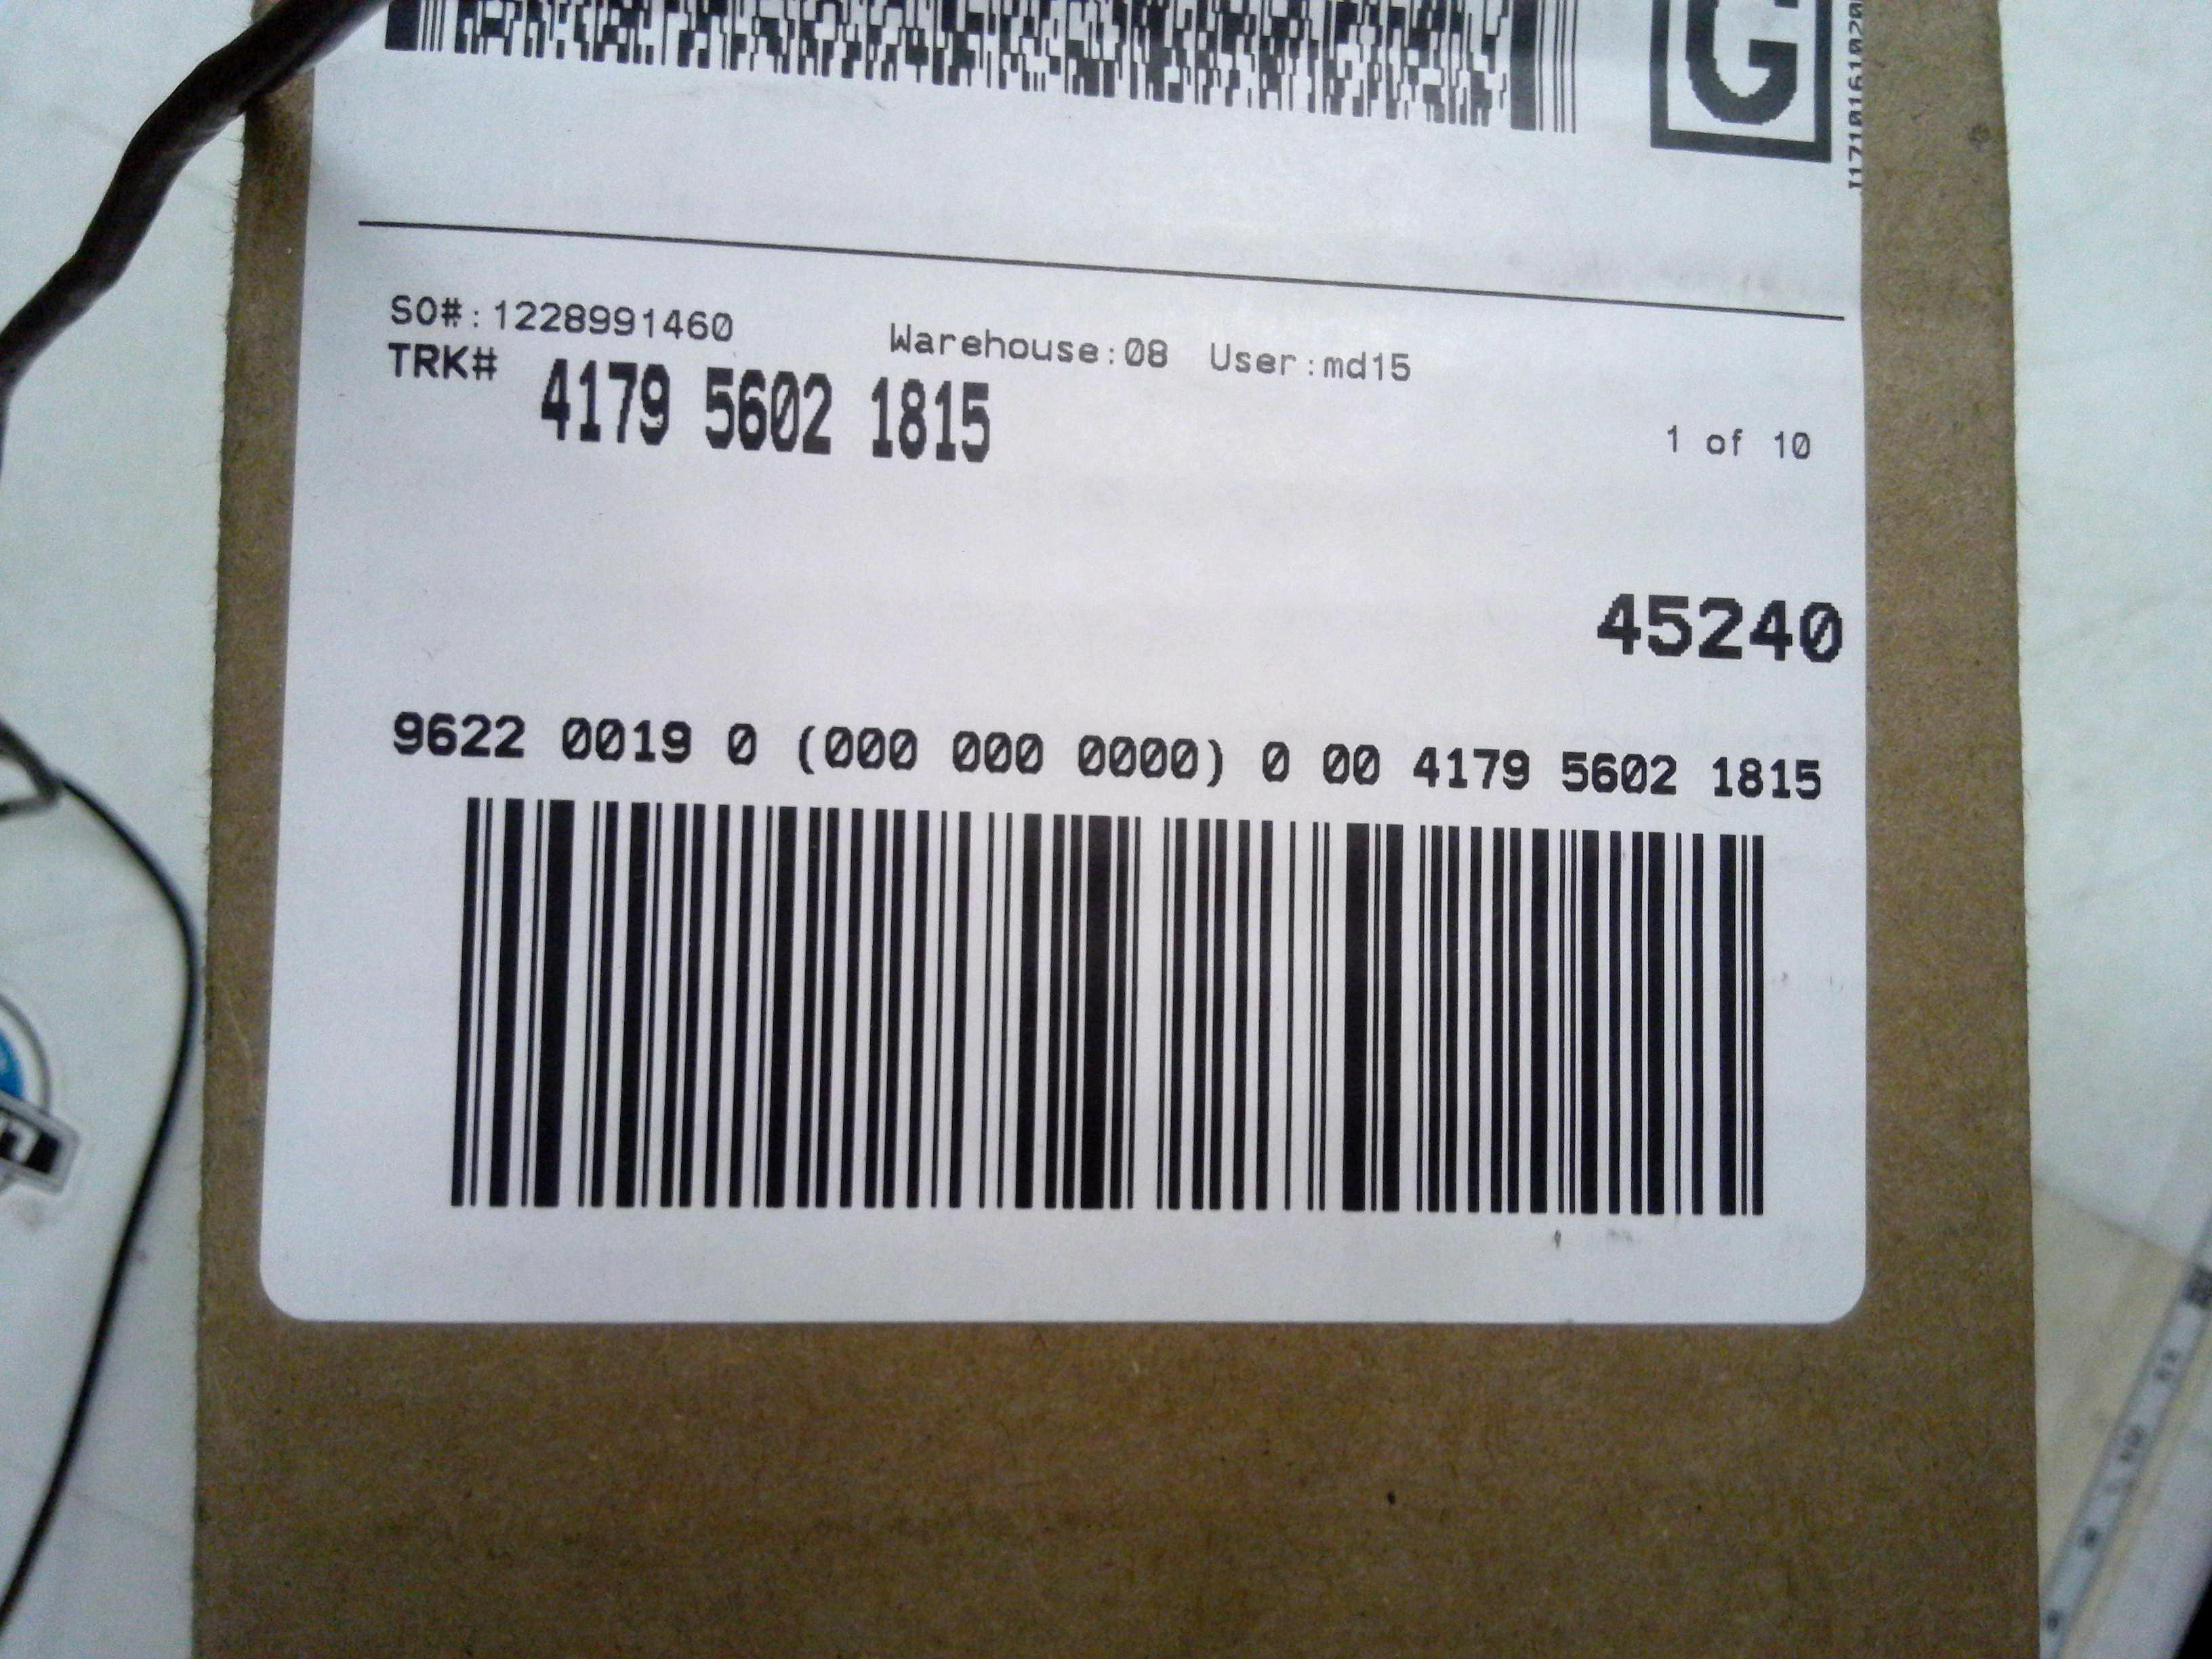 G
SO#:1228991460 Warehouse:08 User:md15
TRK# 4179 5602 1815
1 of 10
45240
9622 0019 0 (000 000 0000) 0 00 4179 5602 1815